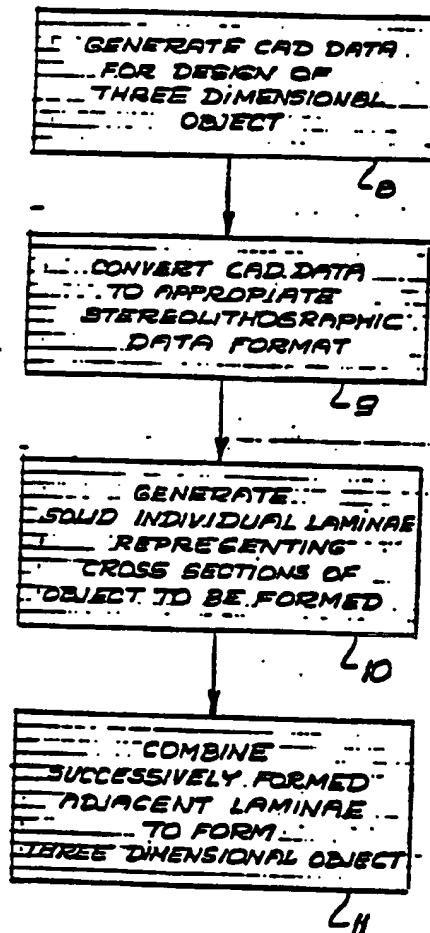 GENERATE CAD DATA
FOR DESIGN OF
THREE DIMENSIONAL
OBJECT
8
CONVERT CAD DATA
TO APPROPIATE
STEREOLITHOGRAPHIC
DATA FORMAT
9
GENERATE
SOLID INDIVIDUAL LAMINAE
REPRESENTING
CROSS SECTIONS OF
OBJECT TO BE FORMED
10
COMBINE
SUCCESSIVELY FORMED
ADJACENT LAMINAE
TO FORM
THREE DIMENSIONAL OBJECT
11